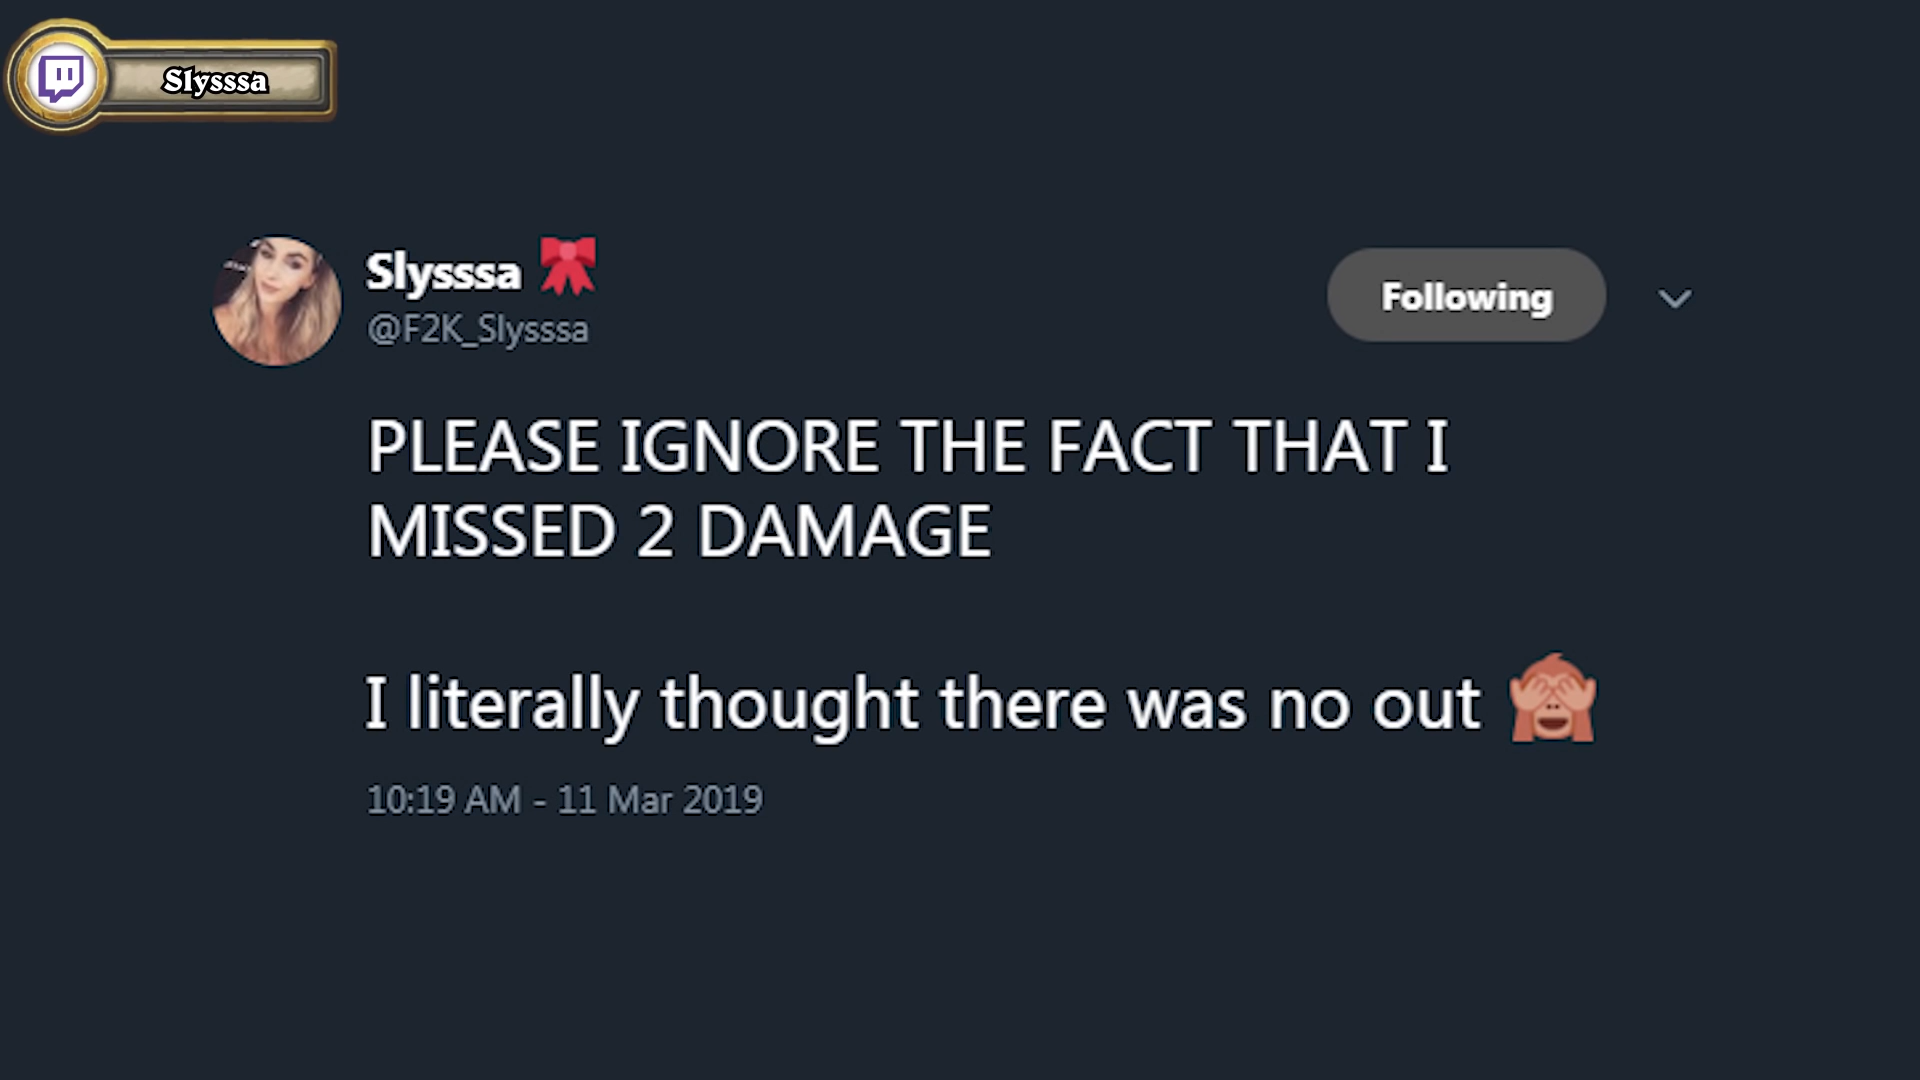 Slysssa
Slysssa 🎀
@F2K_Slysssa
Following
PLEASE IGNORE THE FACT THAT I
MISSED 2 DAMAGE
I literally thought there was no out 🙈
10:19 AM - 11 Mar 2019